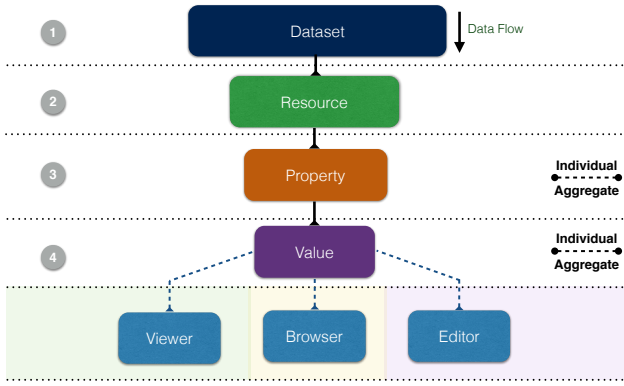 1
Dataset
Data Flow
2
Resource
3
Property
Individual
Aggregate
4
Value
Individual
Aggregate
Viewer
Browser
Editor